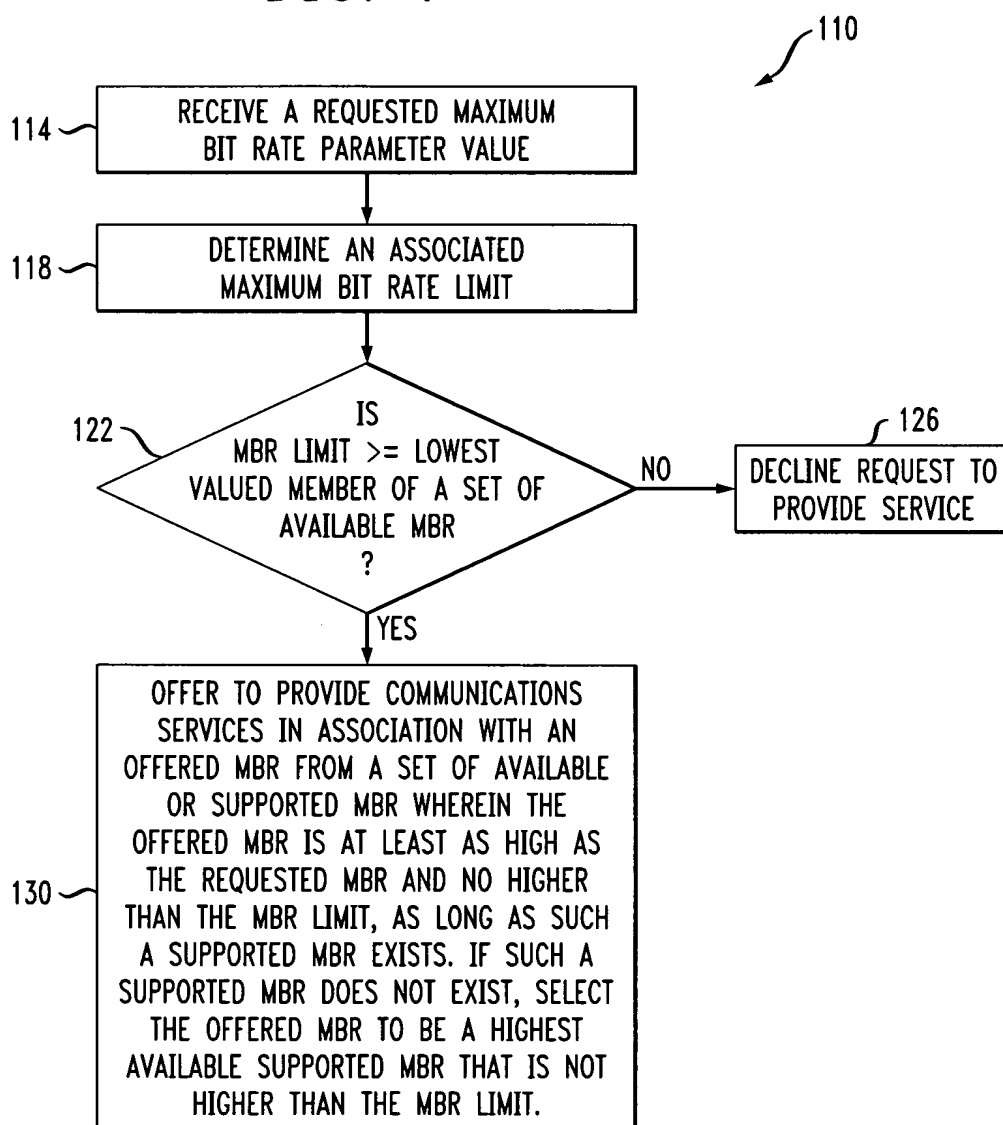 110
114
RECEIVE A REQUESTED MAXIMUM
BIT RATE PARAMETER VALUE
118
DETERMINE AN ASSOCIATED
MAXIMUM BIT RATE LIMIT
122
IS
MBR LIMIT >= LOWEST
VALUED MEMBER OF A SET OF
AVAILABLE MBR
?
NO
126
DECLINE REQUEST TO
PROVIDE SERVICE
YES
130
OFFER TO PROVIDE COMMUNICATIONS
SERVICES IN ASSOCIATION WITH AN
OFFERED MBR FROM A SET OF AVAILABLE
OR SUPPORTED MBR WHEREIN THE
OFFERED MBR IS AT LEAST AS HIGH AS
THE REQUESTED MBR AND NO HIGHER
THAN THE MBR LIMIT, AS LONG AS SUCH
A SUPPORTED MBR EXISTS. IF SUCH A
SUPPORTED MBR DOES NOT EXIST, SELECT
THE OFFERED MBR TO BE A HIGHEST
AVAILABLE SUPPORTED MBR THAT IS NOT
HIGHER THAN THE MBR LIMIT.